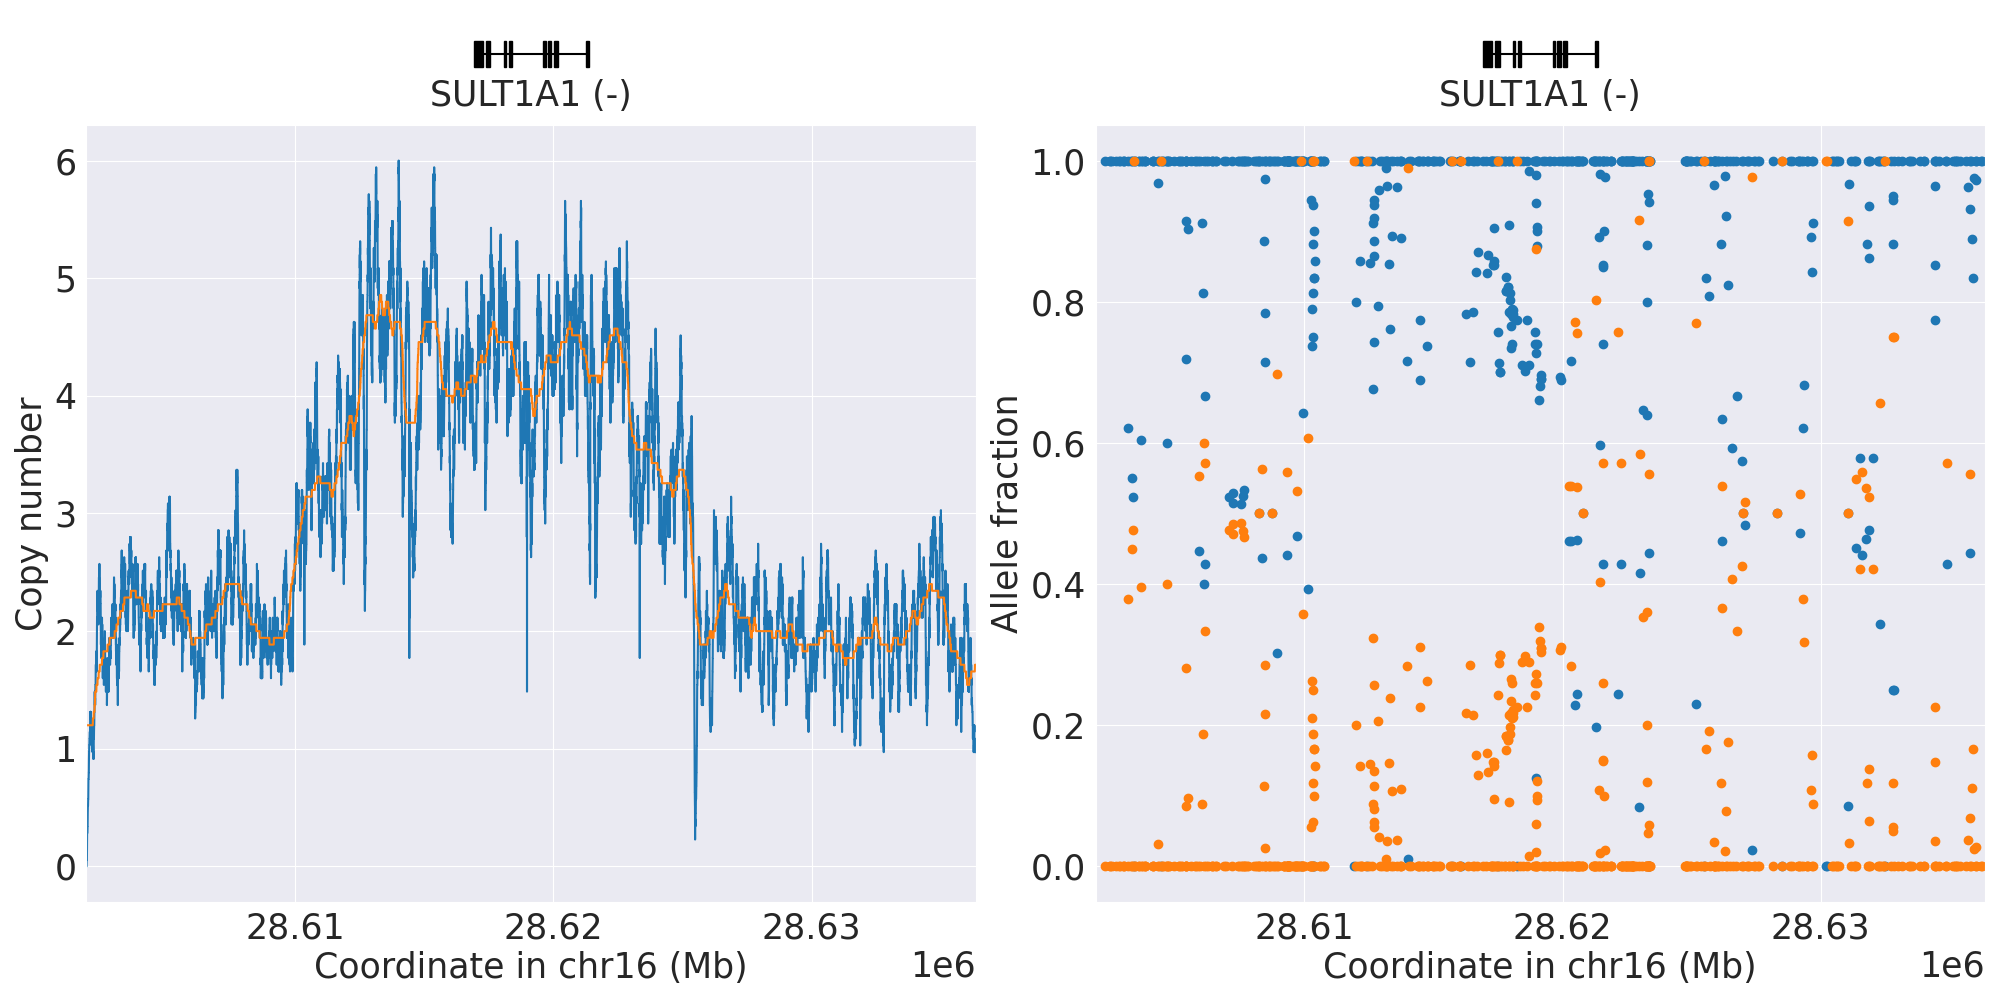 SULT1A1 (-)
6
5
4
3
2
1
0
Copy number
28.61
28.62
28.63
Coordinate in chr16 (Mb)
1e6
SULT1A1 (-)
1.0
0.8
0.6
0.4
0.2
0.0
Allele fraction
28.61
28.62
28.63
Coordinate in chr16 (Mb)
1e6